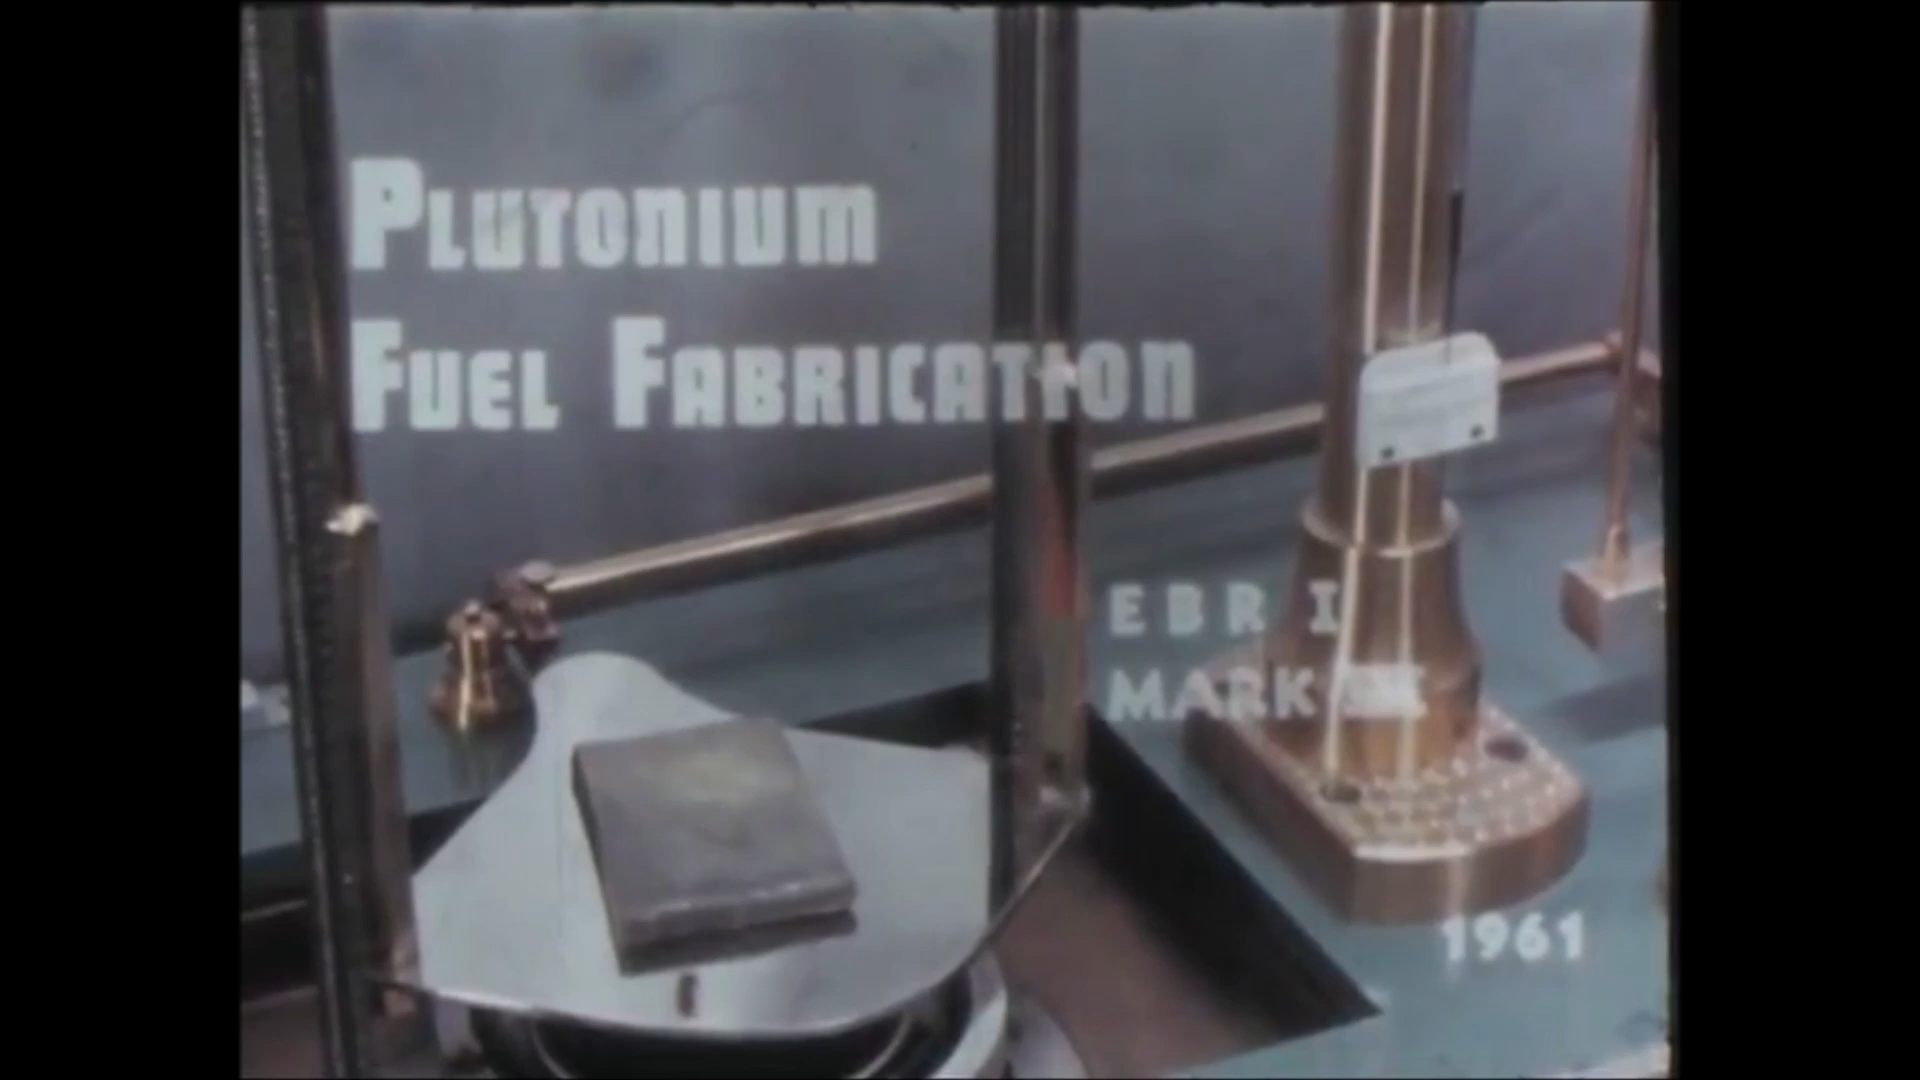 PLUTONIUM
FUEL FABRICATION
EBR I
MARK
1961